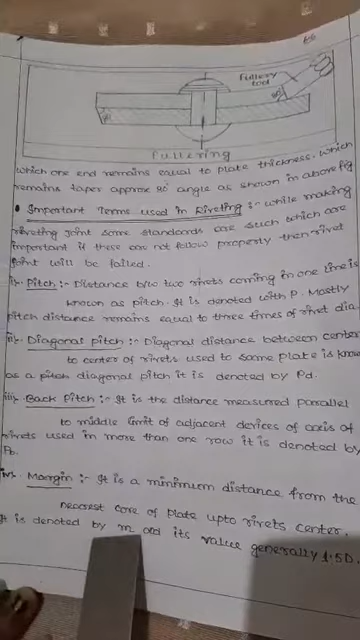 66
Fullery
tool
80°
80°
Fullering
which one end remains equal to plate thickness. which
remains taper approx 80° angle as shown in above fig
• Important Terms used in Riveting :- while making
riveting joint some standards are such which are
important if these are not follow property then rivet
joint will be failed.
i). Pitch :- Distance b/w two rivets coming in one line is
known as pitch. It is denoted with P. Mostly
pitch distance remains equal to three times of rivet dia.
ii). Diagonal pitch :- Diagonal distance between center
to center of rivets used to some plate is know
as a pitch diagonal pitch it is denoted by Pd.
iii). Back Pitch :- It is the distance measured parallel
to middle limit of adjacent devices of axis of
rivets used in more than one row it is denoted by
Pb.
iv). Margin :- It is a minimum distance from the
nearest core of plate upto rivets center.
It is denoted by m and its value generally 1.5D.